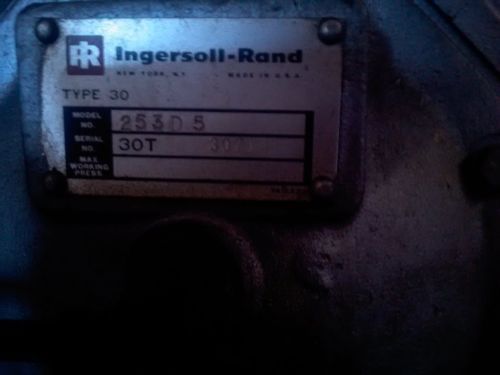 IR Ingersoll-Rand
NEW YORK, N.Y. MADE IN U.S.A.
TYPE 30
MODEL NO. 253D5
SERIAL NO. 30T
MAX WORKING PRESS